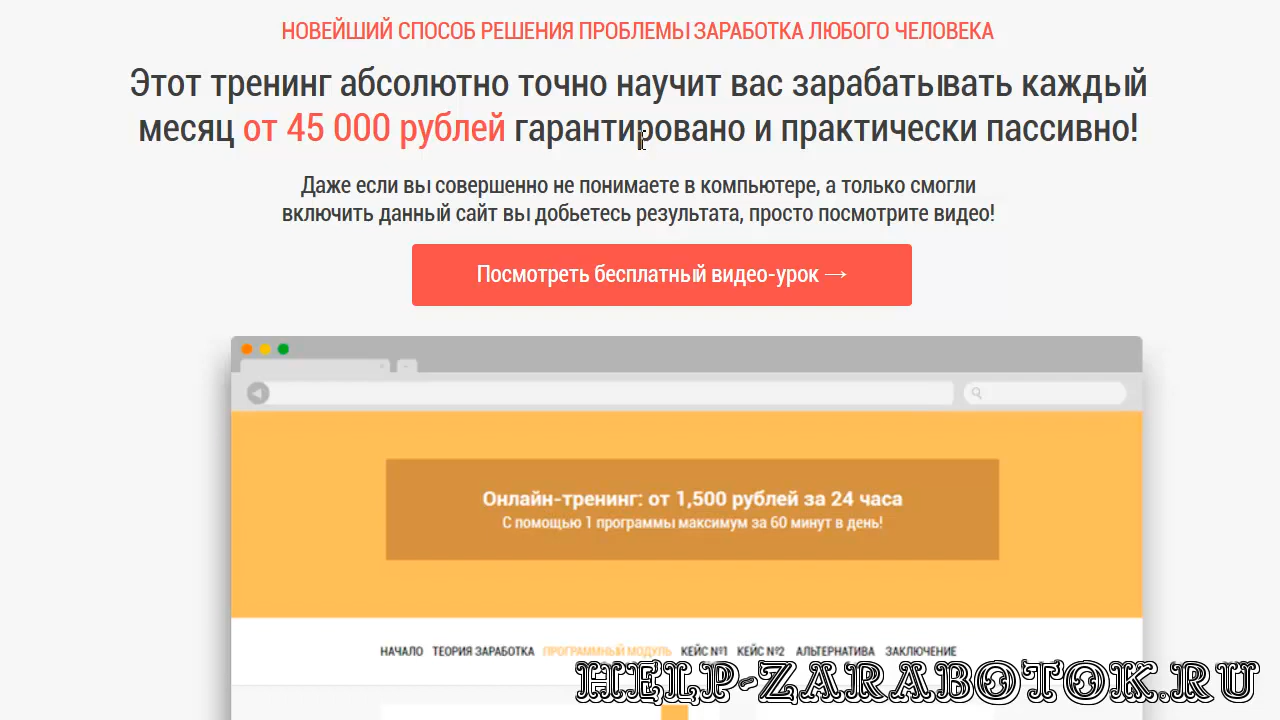 НОВЕЙШИЙ СПОСОБ РЕШЕНИЯ ПРОБЛЕМЫ ЗАРАБОТКА ЛЮБОГО ЧЕЛОВЕКА
Этот тренинг абсолютно точно научит вас зарабатывать каждый
месяц от 45 000 рублей гарантировано и практически пассивно!
Даже если вы совершенно не понимаете в компьютере, а только смогли
включить данный сайт вы добьетесь результата, просто посмотрите видео!
Посмотреть бесплатный видео-урок →
Онлайн-тренинг: от 1,500 рублей за 24 часа
С помощью 1 программы максимум за 60 минут в день!
НАЧАЛО ТЕОРИЯ ЗАРАБОТКА ПРОГРАММНЫЙ МОДУЛЬ КЕЙС №1 КЕЙС №2 АЛЬТЕРНАТИВА ЗАКЛЮЧЕНИЕ
HELP-ZARABOTOK.RU